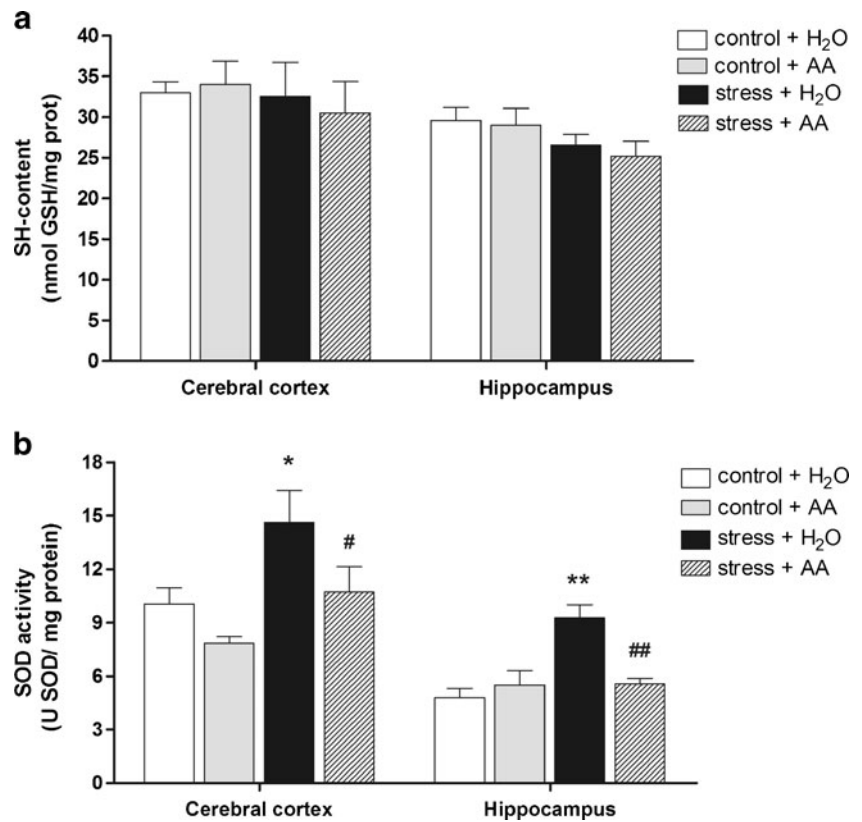 a
SH-content
(nmol GSH/mg prot)
40
35
30
25
20
15
10
5
0
Cerebral cortex
Hippocampus
control + H₂O
control + AA
stress + H₂O
stress + AA
b
SOD activity
(U SOD/ mg protein)
18
15
12
9
6
3
0
*
#
**
##
Cerebral cortex
Hippocampus
control + H₂O
control + AA
stress + H₂O
stress + AA